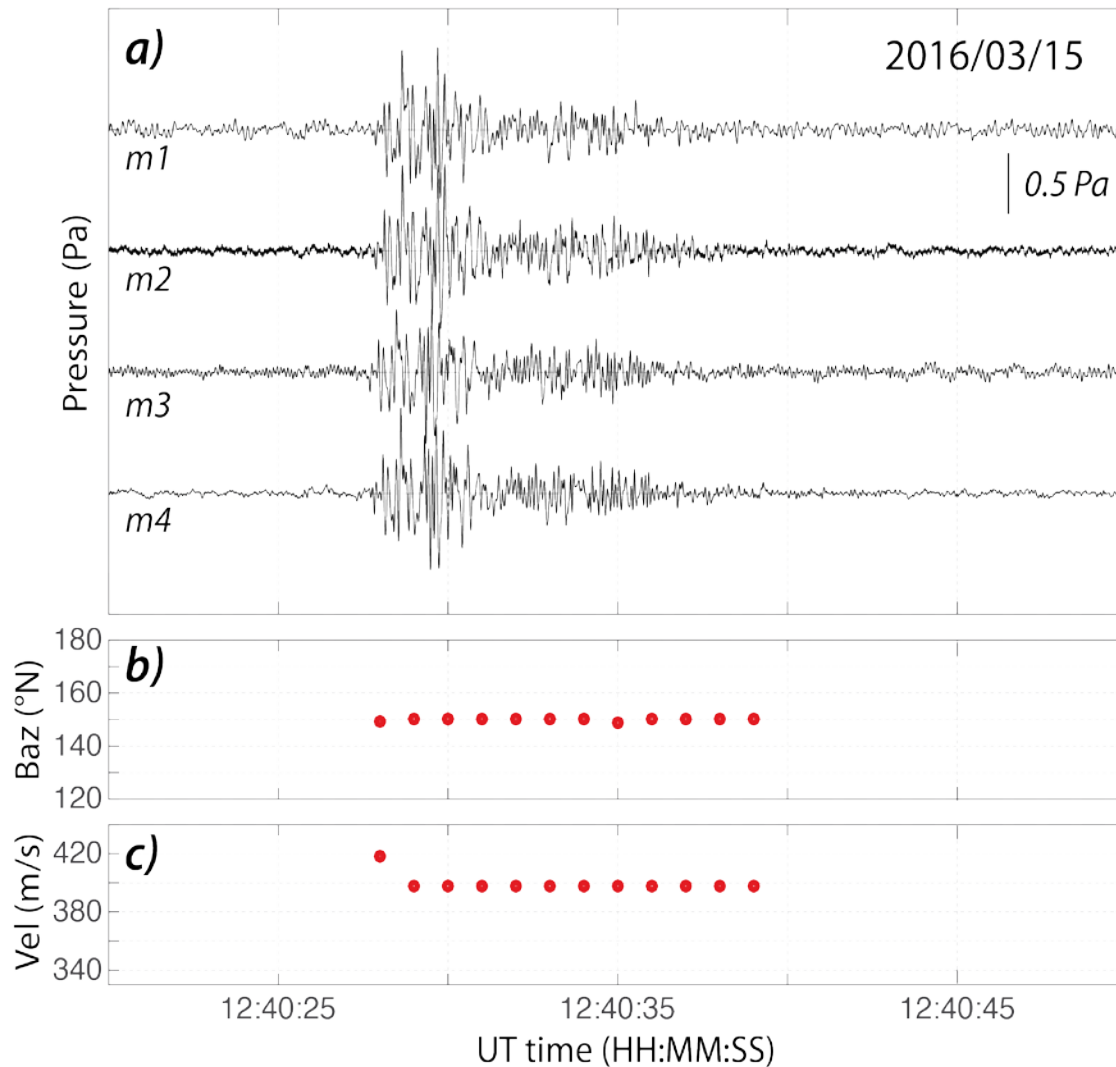 a)
2016/03/15
m1
0.5 Pa
m2
m3
m4
Pressure (Pa)
b)
180
160
140
120
Baz (°N)
c)
420
380
340
Vel (m/s)
12:40:25 12:40:35 12:40:45
UT time (HH:MM:SS)